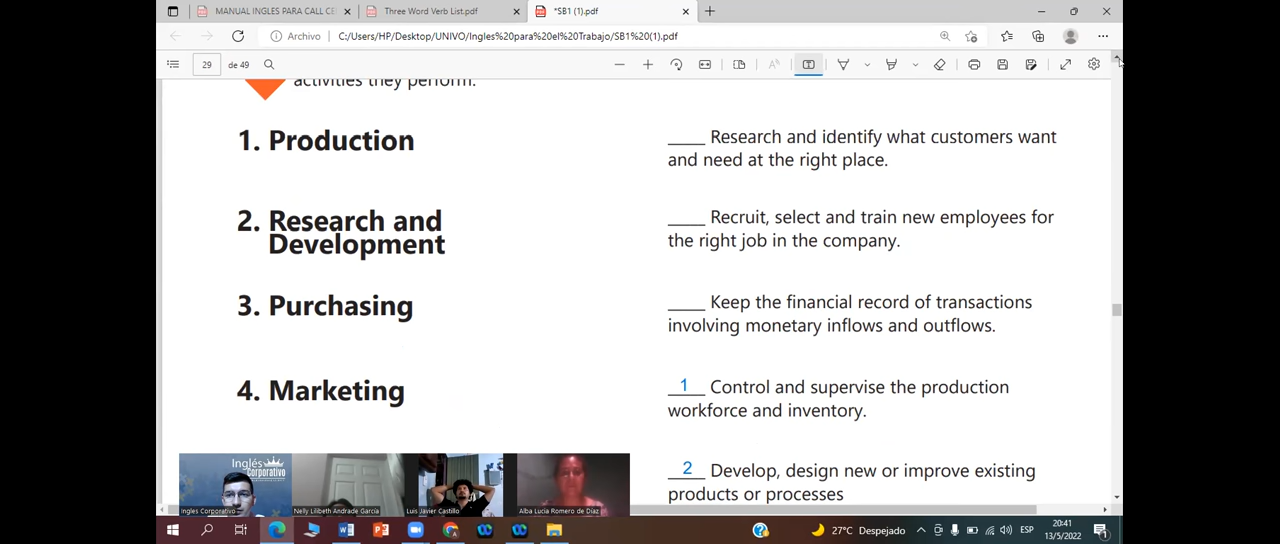 MANUAL INGLES PARA CALL CE
Three Word Verb List.pdf
*SB1 (1).pdf
Archivo
C:/Users/HP/Desktop/UNIVO/Ingles%20para%20el%20Trabajo/SB1%20(1).pdf
29
de 49
activities they perform.
1. Production
____ Research and identify what customers want
and need at the right place.
2. Research and
Development
____ Recruit, select and train new employees for
the right job in the company.
3. Purchasing
____ Keep the financial record of transactions
involving monetary inflows and outflows.
4. Marketing
1 Control and supervise the production
workforce and inventory.
2 Develop, design new or improve existing
products or processes
Inglés
Corporativo
Ingles Corporativo
Nelly Lilibeth Andrade Garcia
Luis Javier Castillo
Alba Lucia Romero de Díaz
27°C Despejado
ESP
20:41
13/5/2022